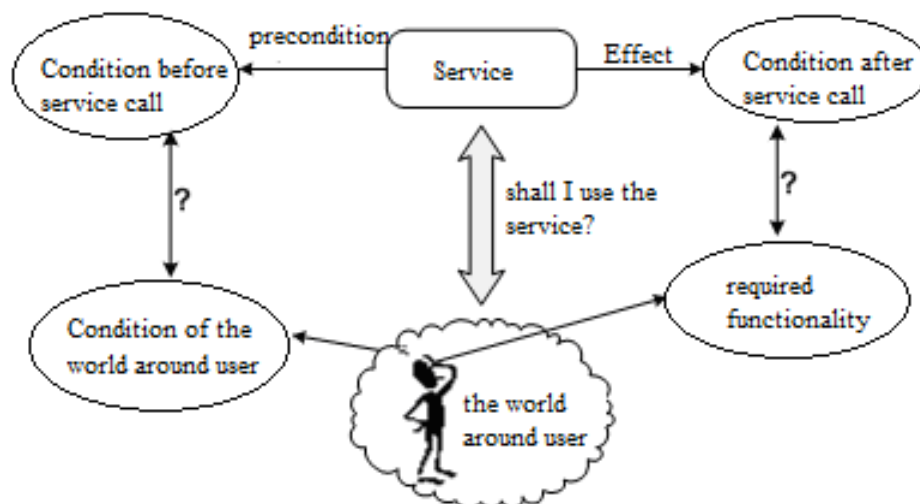 precondition
Service
Effect
Condition before
service call
Condition after
service call
?
shall I use the
service?
?
Condition of the
world around user
required
functionality
the world
around user